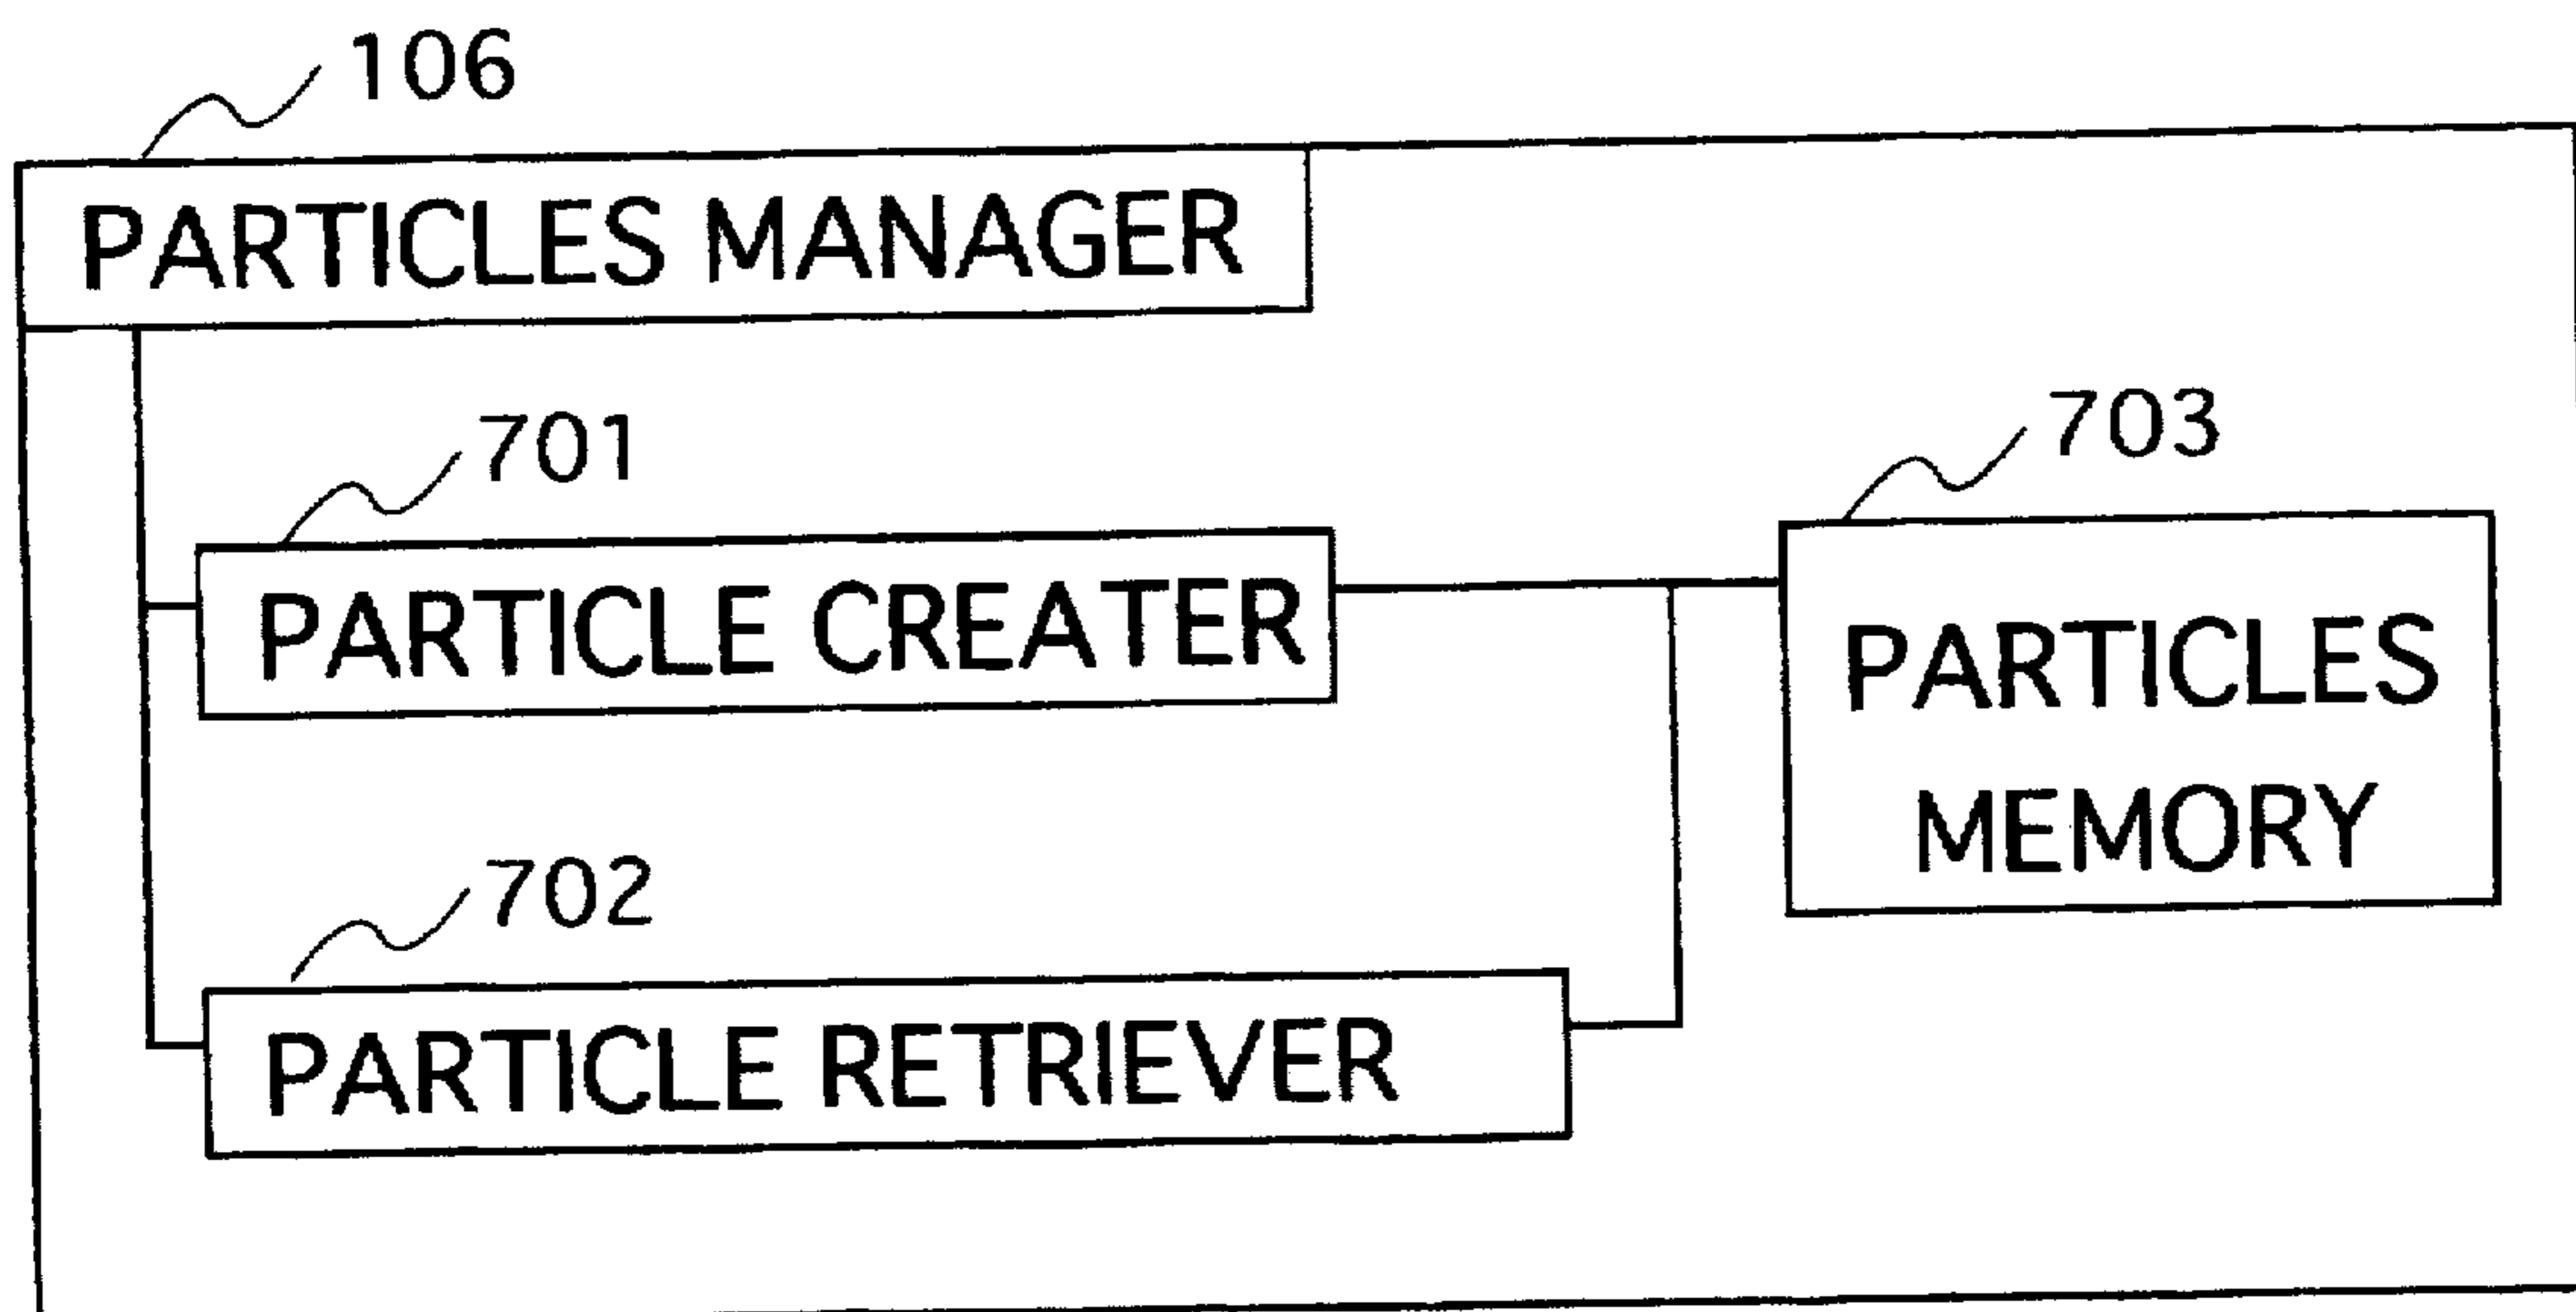 106
PARTICLES MANAGER
701
703
PARTICLE CREATER
PARTICLES
MEMORY
702
PARTICLE RETRIEVER